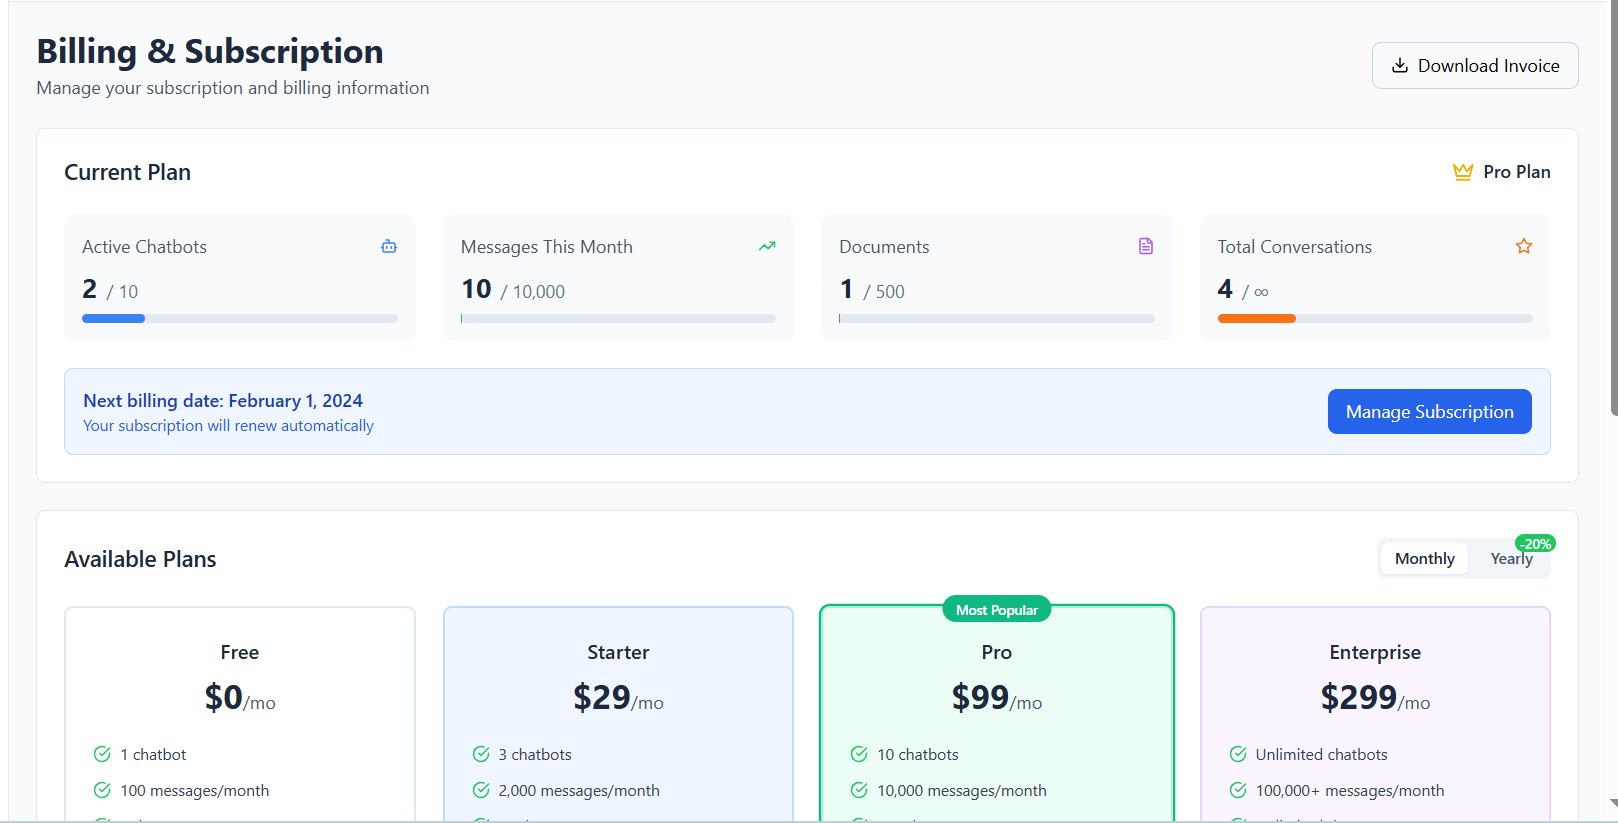 Billing & Subscription
Manage your subscription and billing information
Download Invoice
Current Plan
Pro Plan
Active Chatbots
2 / 10
Messages This Month
10 / 10,000
Documents
1 / 500
Total Conversations
4 / ∞
Next billing date: February 1, 2024
Your subscription will renew automatically
Manage Subscription
Available Plans
Monthly
Yearly
-20%
Free
$0/mo
1 chatbot
100 messages/month
Starter
$29/mo
3 chatbots
2,000 messages/month
Most Popular
Pro
$99/mo
10 chatbots
10,000 messages/month
Enterprise
$299/mo
Unlimited chatbots
100,000+ messages/month